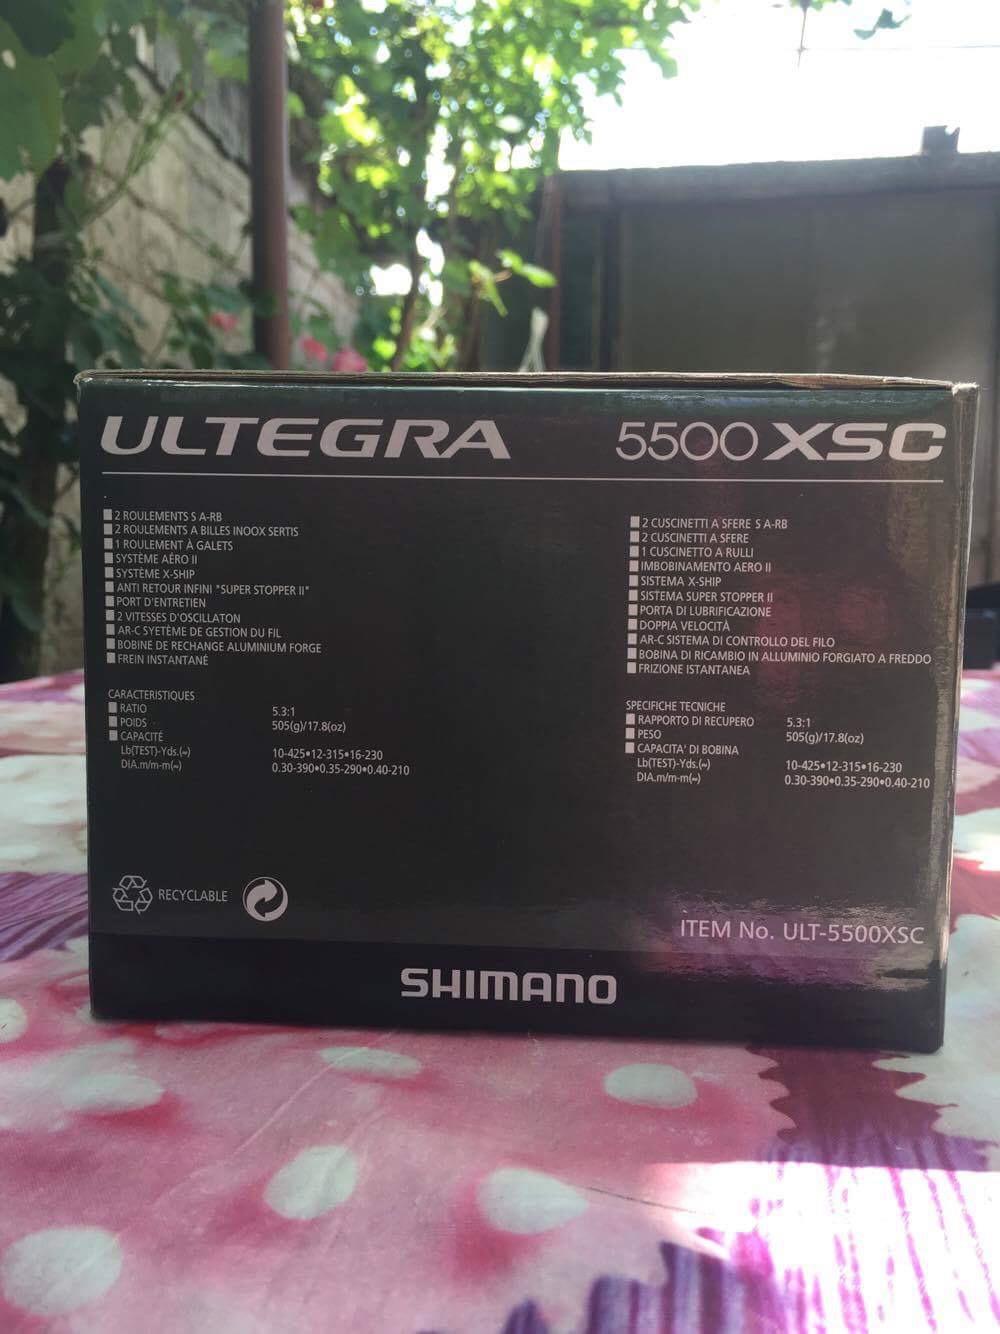 ULTEGRA 5500 XSC
2 ROULEMENTS S A-RB
2 ROULEMENTS A BILLES INOOX SERTIS
1 ROULEMENT À GALETS
SYSTÈME AÉRO II
SYSTÈME X-SHIP
ANTI RETOUR INFINI "SUPER STOPPER II"
PORT D'ENTRETIEN
2 VITESSES D'OSCILLATON
AR-C SYETÈME DE GESTION DU FIL
BOBINE DE RECHANGE ALUMINIUM FORGE
FREIN INSTANTANÉ
CARACTERISTIQUES
RATIO 5.3:1
POIDS 505(g)/17.8(oz)
CAPACITÉ
Lb(TEST)-Yds.(≈) 10-425•12-315•16-230
DIA.m/m-m(≈) 0.30-390•0.35-290•0.40-210
2 CUSCINETTI A SFERE S A-RB
2 CUSCINETTI A SFERE
1 CUSCINETTO A RULLI
IMBOBINAMENTO AERO II
SISTEMA X-SHIP
SISTEMA SUPER STOPPER II
PORTA DI LUBRIFICAZIONE
DOPPIA VELOCITÀ
AR-C SISTEMA DI CONTROLLO DEL FILO
BOBINA DI RICAMBIO IN ALLUMINIO FORGIATO A FREDDO
FRIZIONE ISTANTANEA
SPECIFICHE TECNICHE
RAPPORTO DI RECUPERO 5.3:1
PESO 505(g)/17.8(oz)
CAPACITA' DI BOBINA
Lb(TEST)-Yds.(≈) 10-425•12-315•16-230
DIA.m/m-m(≈) 0.30-390•0.35-290•0.40-210
RECYCLABLE
ITEM No. ULT-5500XSC
SHIMANO